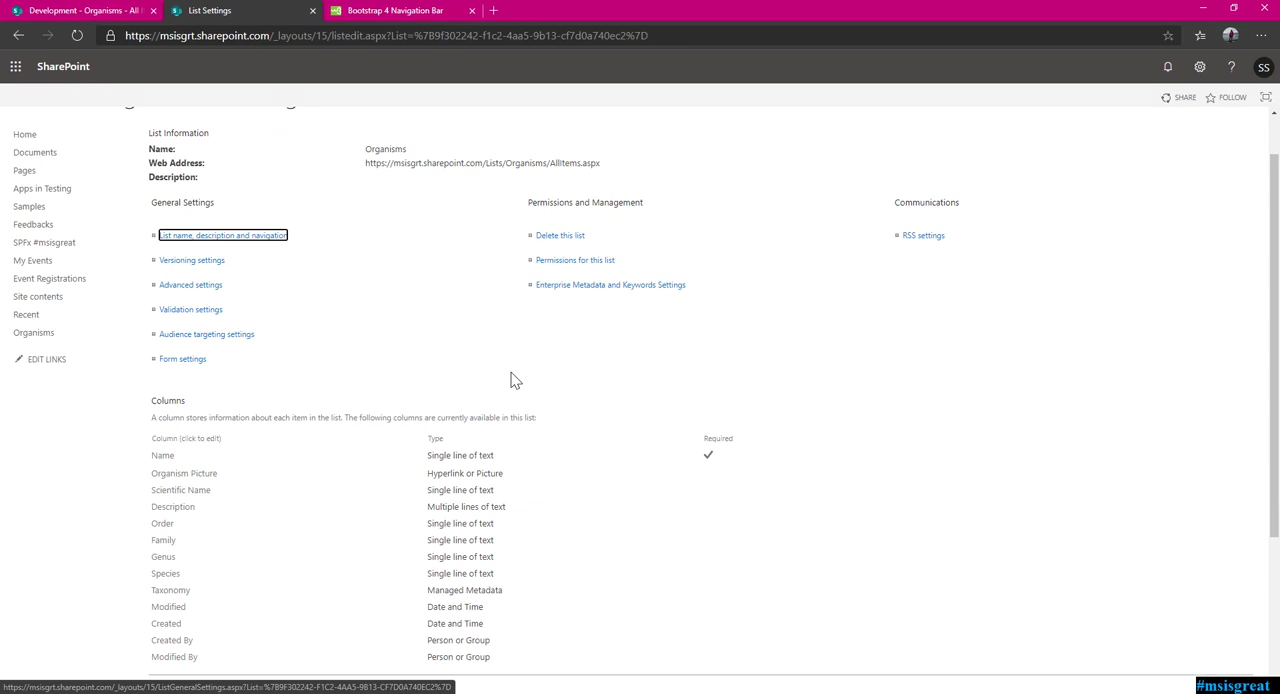 Development - Organisms - All I
List Settings
Bootstrap 4 Navigation Bar
https://msisgrt.sharepoint.com/_layouts/15/listedit.aspx?List=%7B9f302242-f1c2-4aa5-9b13-cf7d0a740ec2%7D
SharePoint
SS
SHARE
FOLLOW
Home
Documents
Pages
Apps in Testing
Samples
Feedbacks
SPFx #msisgreat
My Events
Event Registrations
Site contents
Recent
Organisms
EDIT LINKS
List Information
Name: Organisms
Web Address: https://msisgrt.sharepoint.com/Lists/Organisms/AllItems.aspx
Description:
General Settings Permissions and Management Communications
List name, description and navigation Delete this list RSS settings
Versioning settings Permissions for this list
Advanced settings Enterprise Metadata and Keywords Settings
Validation settings
Audience targeting settings
Form settings
Columns
A column stores information about each item in the list. The following columns are currently available in this list:
Column (click to edit) Type Required
Name Single line of text
Organism Picture Hyperlink or Picture
Scientific Name Single line of text
Description Multiple lines of text
Order Single line of text
Family Single line of text
Genus Single line of text
Species Single line of text
Taxonomy Managed Metadata
Modified Date and Time
Created Date and Time
Created By Person or Group
Modified By Person or Group
https://msisgrt.sharepoint.com/_layouts/15/ListGeneralSettings.aspx?List=%7B9F302242-F1C2-4AA5-9B13-CF7D0A740EC2%7D
#msisgreat